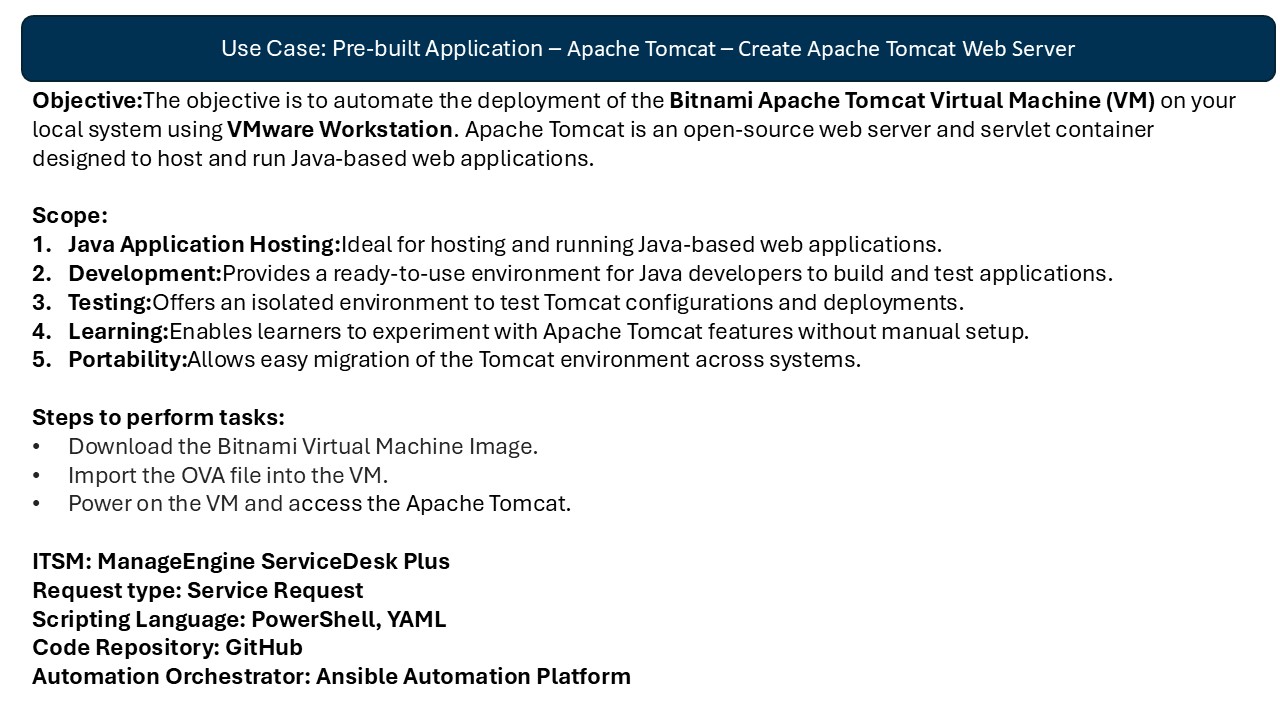 Use Case: Pre-built Application – Apache Tomcat – Create Apache Tomcat Web Server
Objective:The objective is to automate the deployment of the Bitnami Apache Tomcat Virtual Machine (VM) on your
local system using VMware Workstation. Apache Tomcat is an open-source web server and servlet container
designed to host and run Java-based web applications.
Scope:
1. Java Application Hosting:Ideal for hosting and running Java-based web applications.
2. Development:Provides a ready-to-use environment for Java developers to build and test applications.
3. Testing:Offers an isolated environment to test Tomcat configurations and deployments.
4. Learning:Enables learners to experiment with Apache Tomcat features without manual setup.
5. Portability:Allows easy migration of the Tomcat environment across systems.
Steps to perform tasks:
• Download the Bitnami Virtual Machine Image.
• Import the OVA file into the VM.
• Power on the VM and access the Apache Tomcat.
ITSM: ManageEngine ServiceDesk Plus
Request type: Service Request
Scripting Language: PowerShell, YAML
Code Repository: GitHub
Automation Orchestrator: Ansible Automation Platform